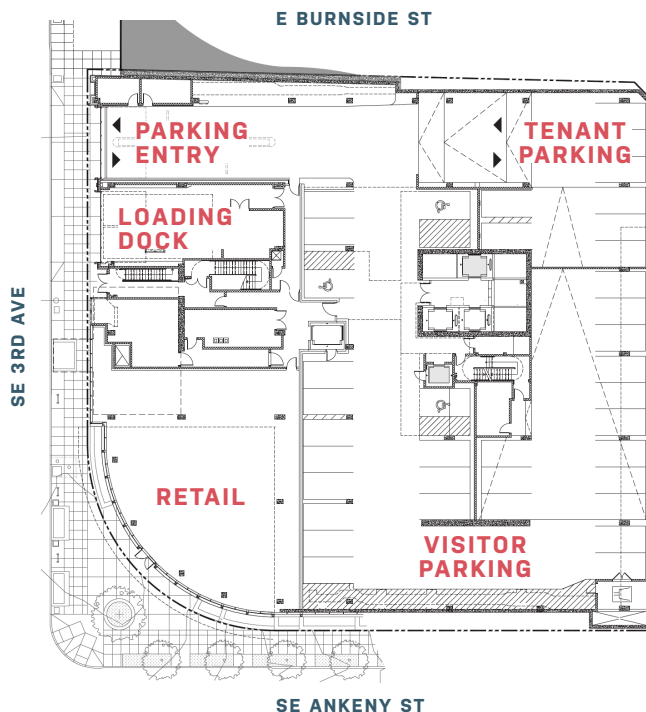 E BURNSIDE ST
PARKING
ENTRY
TENANT
PARKING
LOADING
DOCK
SE 3RD AVE
RETAIL
VISITOR
PARKING
SE ANKENY ST